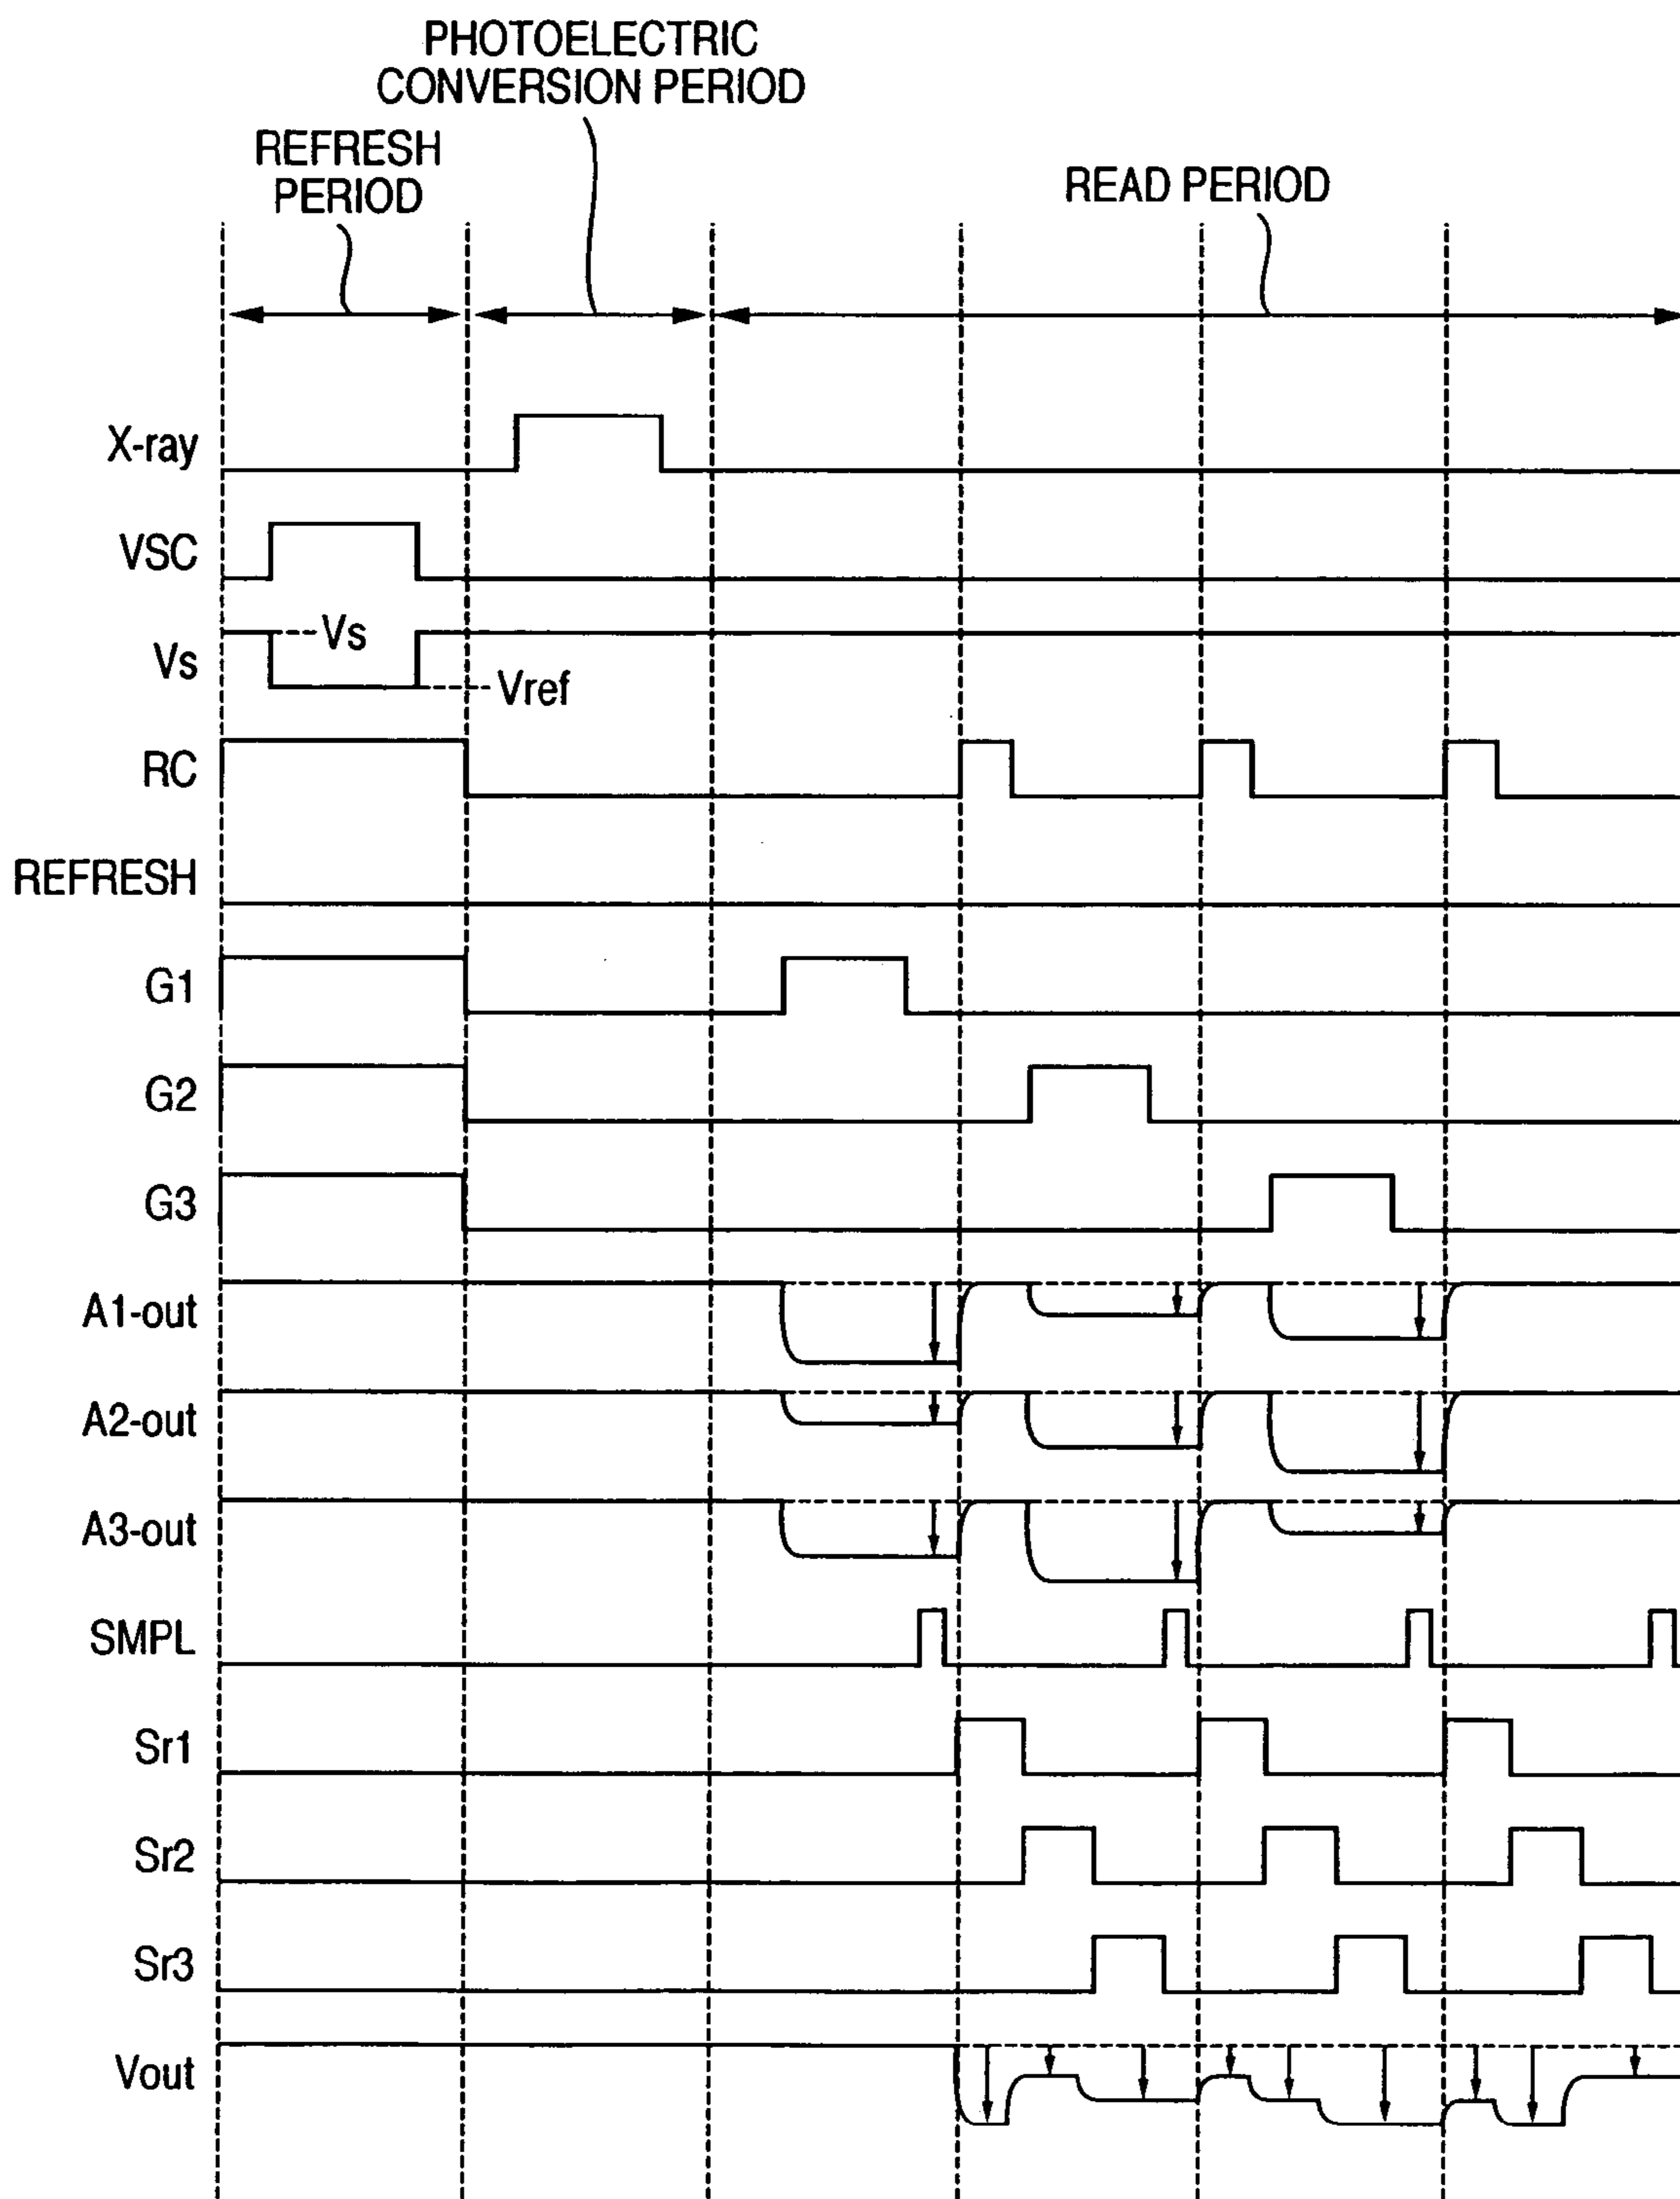 PHOTOELECTRIC
CONVERSION PERIOD
REFRESH
PERIOD
READ PERIOD
X-ray
VSC
Vs
Vs
Vref
RC
REFRESH
G1
G2
G3
A1-out
A2-out
A3-out
SMPL
Sr1
Sr2
Sr3
Vout